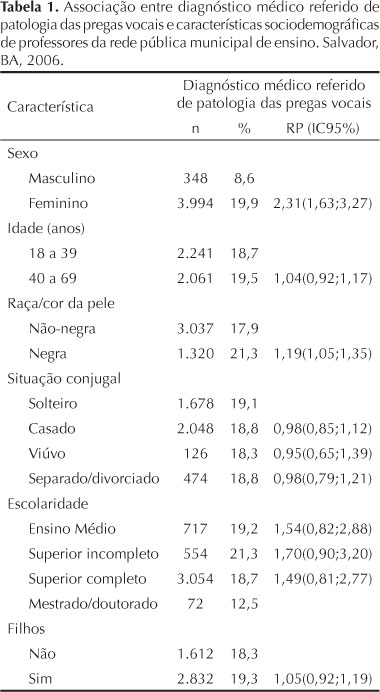 Tabela 1. Associação entre diagnóstico médico referido de
patologia das pregas vocais e características sociodemográficas
de professores da rede pública municipal de ensino. Salvador,
BA, 2006.
Característica
Diagnóstico médico referido
de patologia das pregas vocais
n % RP (IC95%)
Sexo
Masculino 348 8,6
Feminino 3.994 19,9 2,31(1,63;3,27)
Idade (anos)
18 a 39 2.241 18,7
40 a 69 2.061 19,5 1,04(0,92;1,17)
Raça/cor da pele
Não-negra 3.037 17,9
Negra 1.320 21,3 1,19(1,05;1,35)
Situação conjugal
Solteiro 1.678 19,1
Casado 2.048 18,8 0,98(0,85;1,12)
Viúvo 126 18,3 0,95(0,65;1,39)
Separado/divorciado 474 18,8 0,98(0,79;1,21)
Escolaridade
Ensino Médio 717 19,2 1,54(0,82;2,88)
Superior incompleto 554 21,3 1,70(0,90;3,20)
Superior completo 3.054 18,7 1,49(0,81;2,77)
Mestrado/doutorado 72 12,5
Filhos
Não 1.612 18,3
Sim 2.832 19,3 1,05(0,92;1,19)